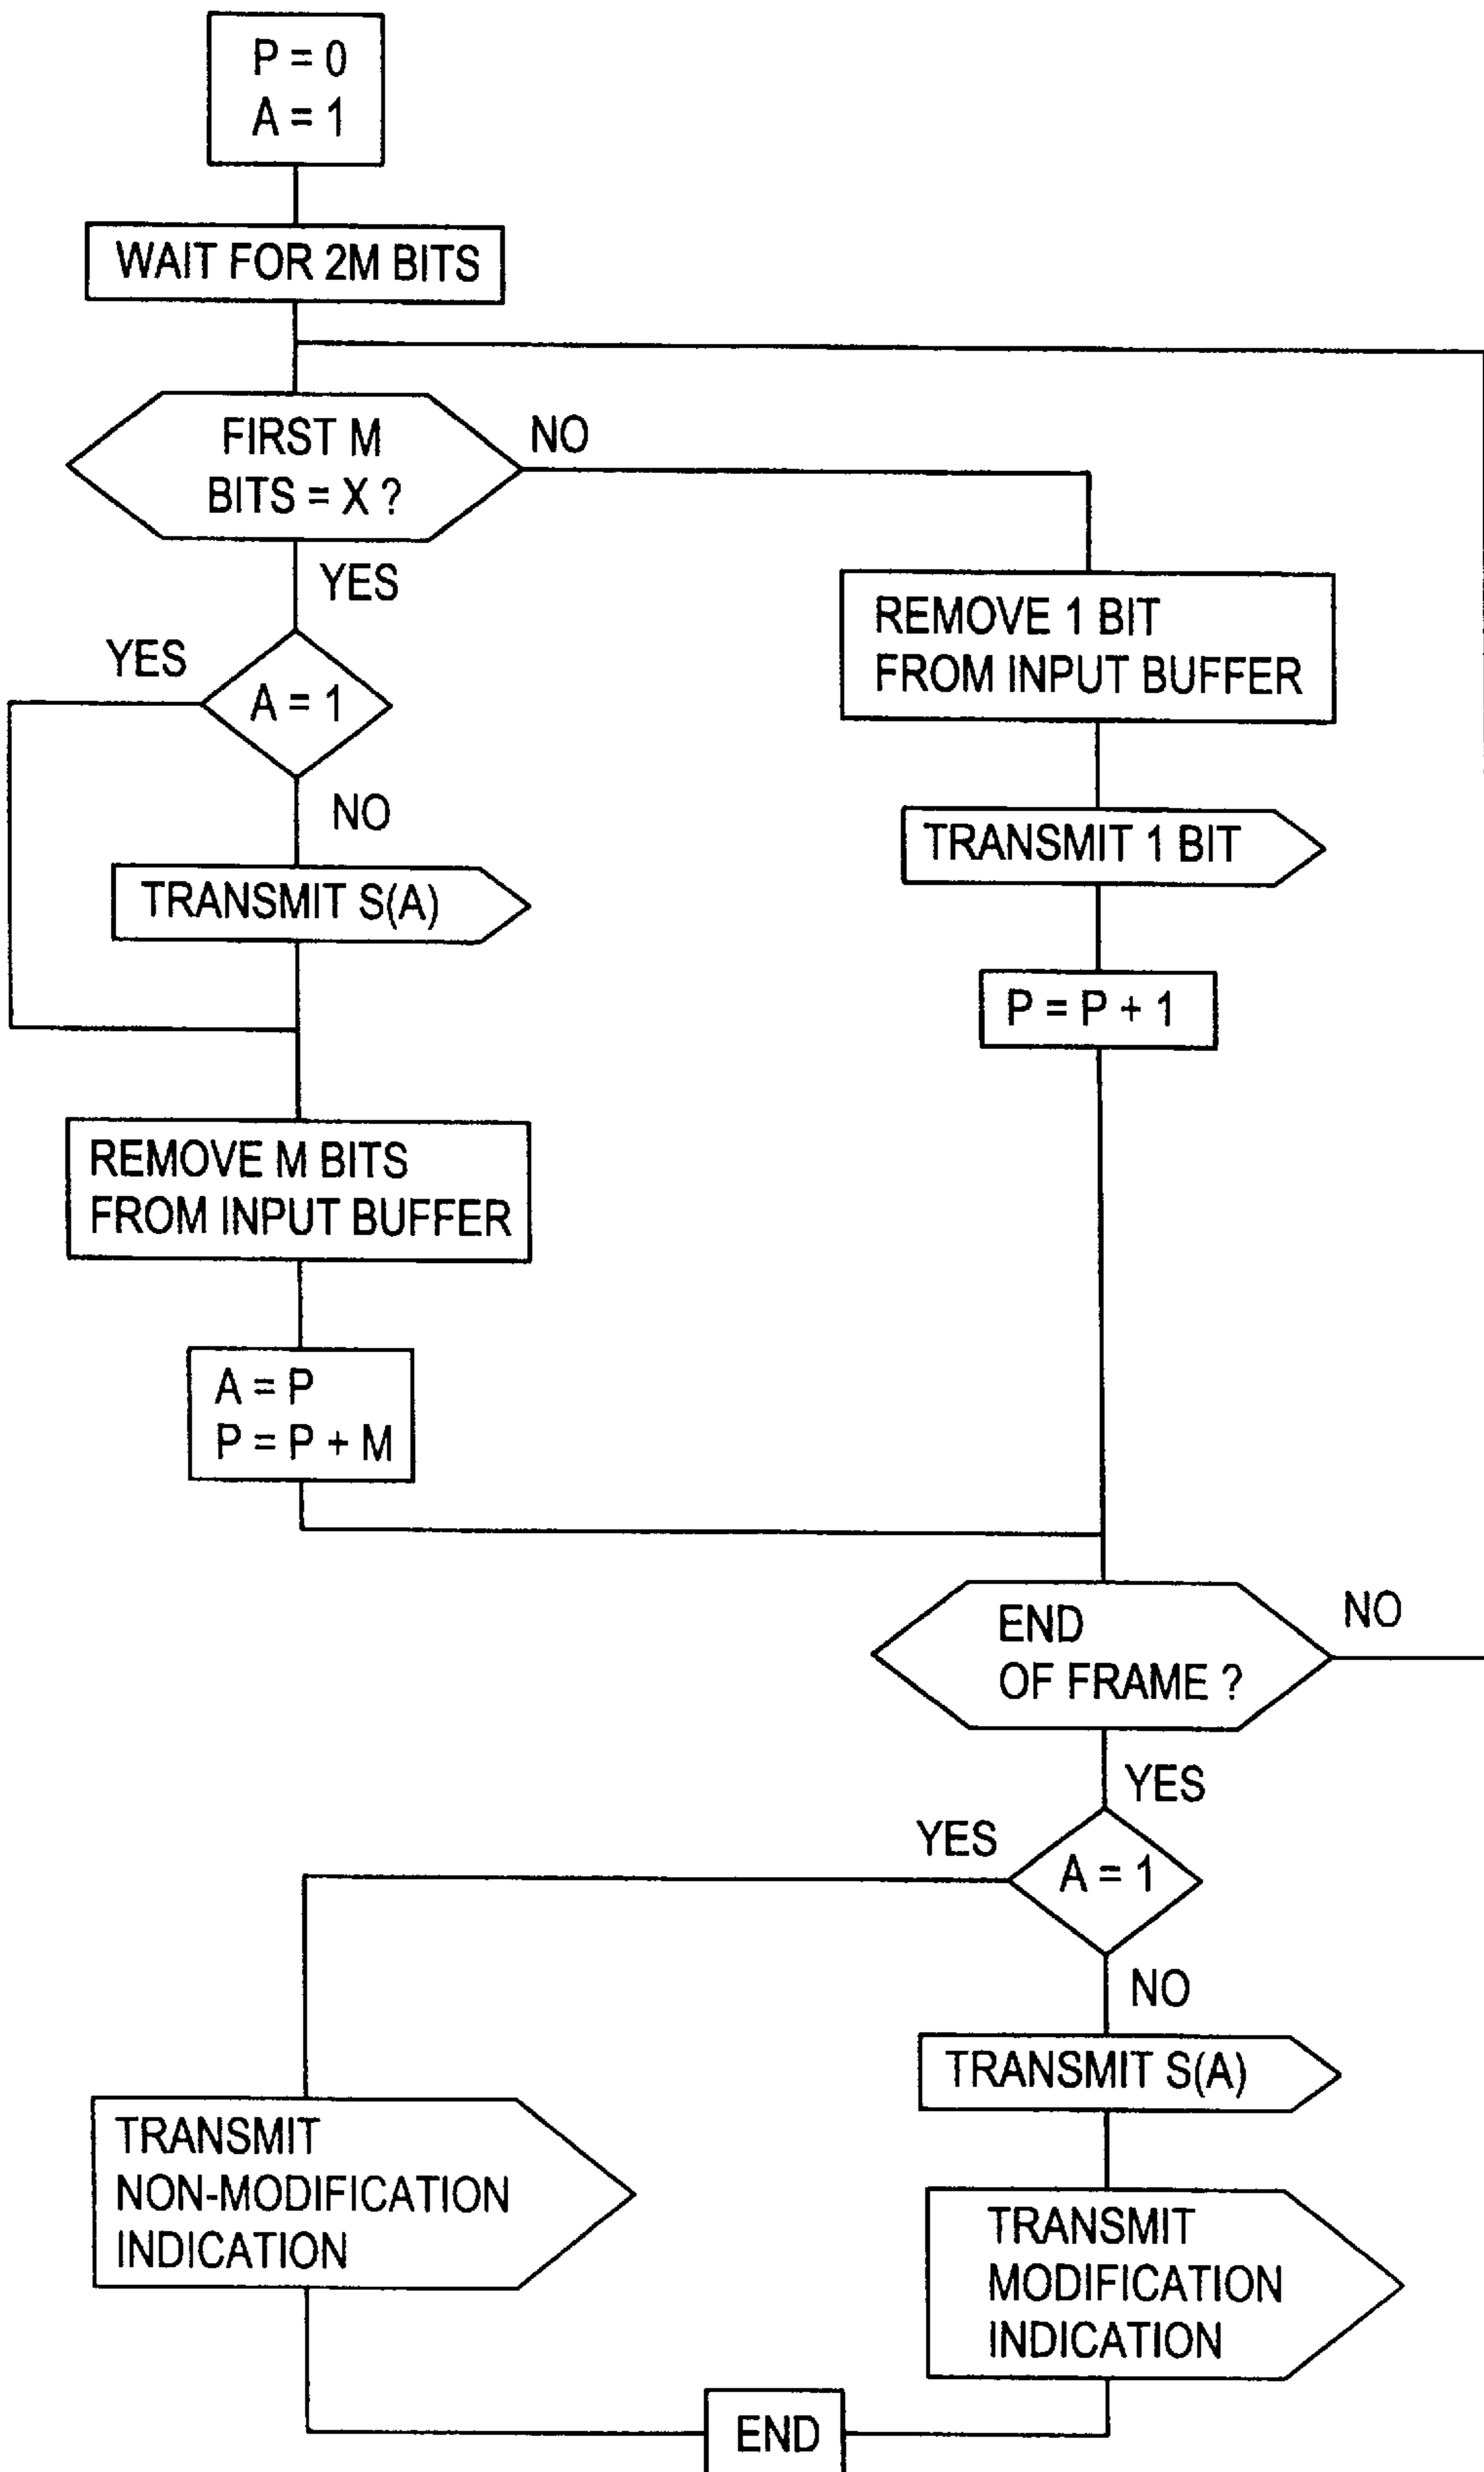 P = 0
A = 1
WAIT FOR 2M BITS
FIRST M
BITS = X ?
NO
YES
REMOVE 1 BIT
FROM INPUT BUFFER
YES
A = 1
NO
TRANSMIT 1 BIT
TRANSMIT S(A)
P = P + 1
REMOVE M BITS
FROM INPUT BUFFER
A = P
P = P + M
END
OF FRAME ?
NO
YES
YES
A = 1
NO
TRANSMIT S(A)
TRANSMIT
NON-MODIFICATION
INDICATION
TRANSMIT
MODIFICATION
INDICATION
END